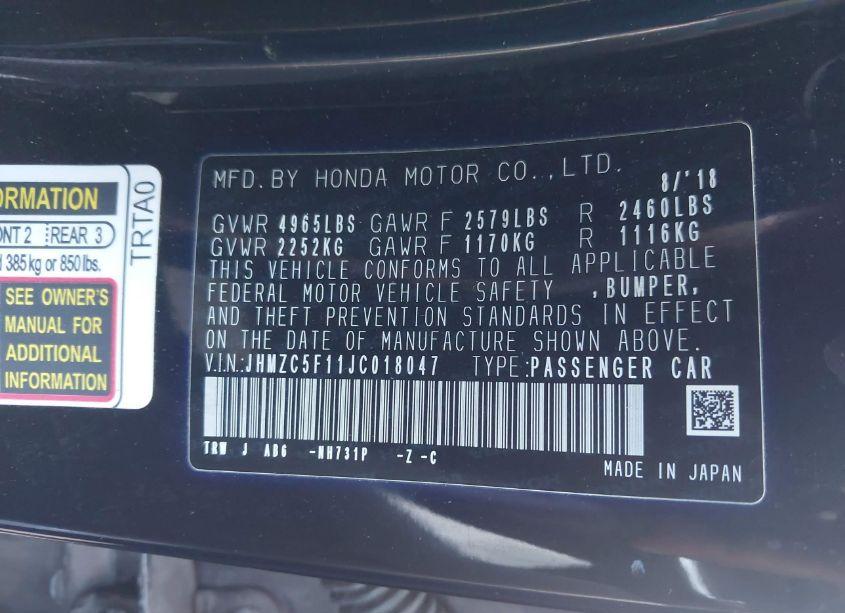 ORMATION
ONT 2 REAR 3
385 kg or 850 lbs.
SEE OWNER'S
MANUAL FOR
ADDITIONAL
INFORMATION
TRTA0
MFD. BY HONDA MOTOR CO.,LTD. 8/'18
GVWR 4965LBS GAWR F 2579LBS R 2460LBS
GVWR 2252KG GAWR F 1170KG R 1116KG
THIS VEHICLE CONFORMS TO ALL APPLICABLE
FEDERAL MOTOR VEHICLE SAFETY ,BUMPER,
AND THEFT PREVENTION STANDARDS IN EFFECT
ON THE DATE OF MANUFACTURE SHOWN ABOVE.
V.I.N:JHMZC5F11JC018047 TYPE:PASSENGER CAR
TRW J AB6 -NH731P -Z -C
MADE IN JAPAN